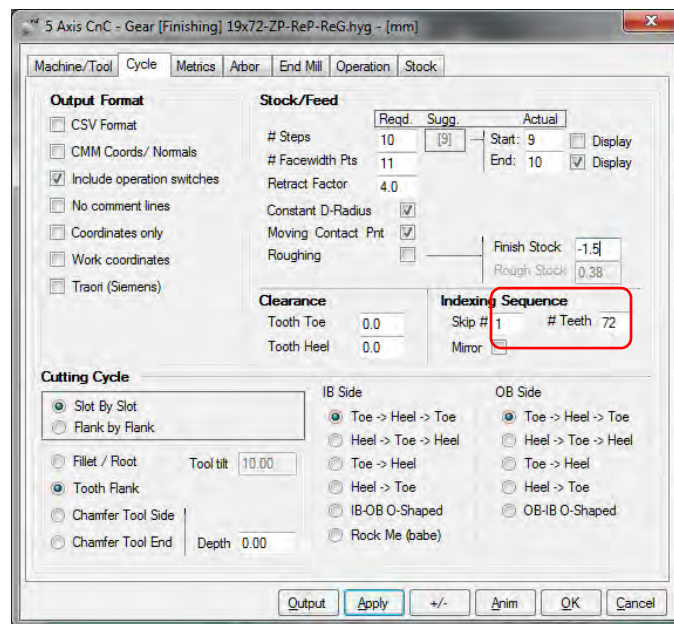 5 Axis CnC - Gear [Finishing] 19x72-ZP-ReP-ReG.hyg - [mm]
Machine/Tool Cycle Metrics Arbor End Mill Operation Stock
Output Format
CSV Format
CMM Coords/ Normals
Include operation switches
No comment lines
Coordinates only
Work coordinates
Traori (Siemens)
Stock/Feed
Reqd. Sugg. Actual
# Steps 10 [9] Start: 9 Display
# Facewidth Pts 11 End: 10 Display
Retract Factor 4.0
Constant D-Radius
Moving Contact Pnt
Roughing
Finish Stock -1.5
Rough Stock 0.38
Clearance
Tooth Toe 0.0
Tooth Heel 0.0
Indexing Sequence
Skip # 1 # Teeth 72
Mirror
Cutting Cycle
Slot By Slot
Flank by Flank
Fillet / Root Tool tilt 10.00
Tooth Flank
Chamfer Tool Side
Chamfer Tool End Depth 0.00
IB Side
Toe -> Heel -> Toe
Heel -> Toe -> Heel
Toe -> Heel
Heel -> Toe
IB-OB O-Shaped
Rock Me (babe)
OB Side
Toe -> Heel -> Toe
Heel -> Toe -> Heel
Toe -> Heel
Heel -> Toe
OB-IB O-Shaped
Output Apply +/- Anim OK Cancel